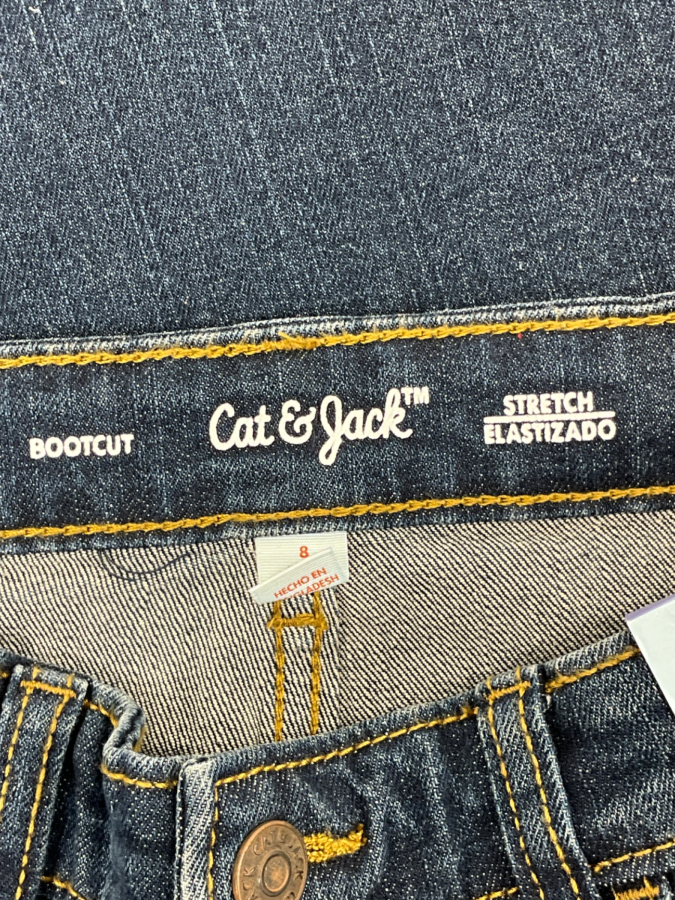 BOOTCUT
Cat & Jack™
STRETCH
ELASTIZADO
8
HECHO EN